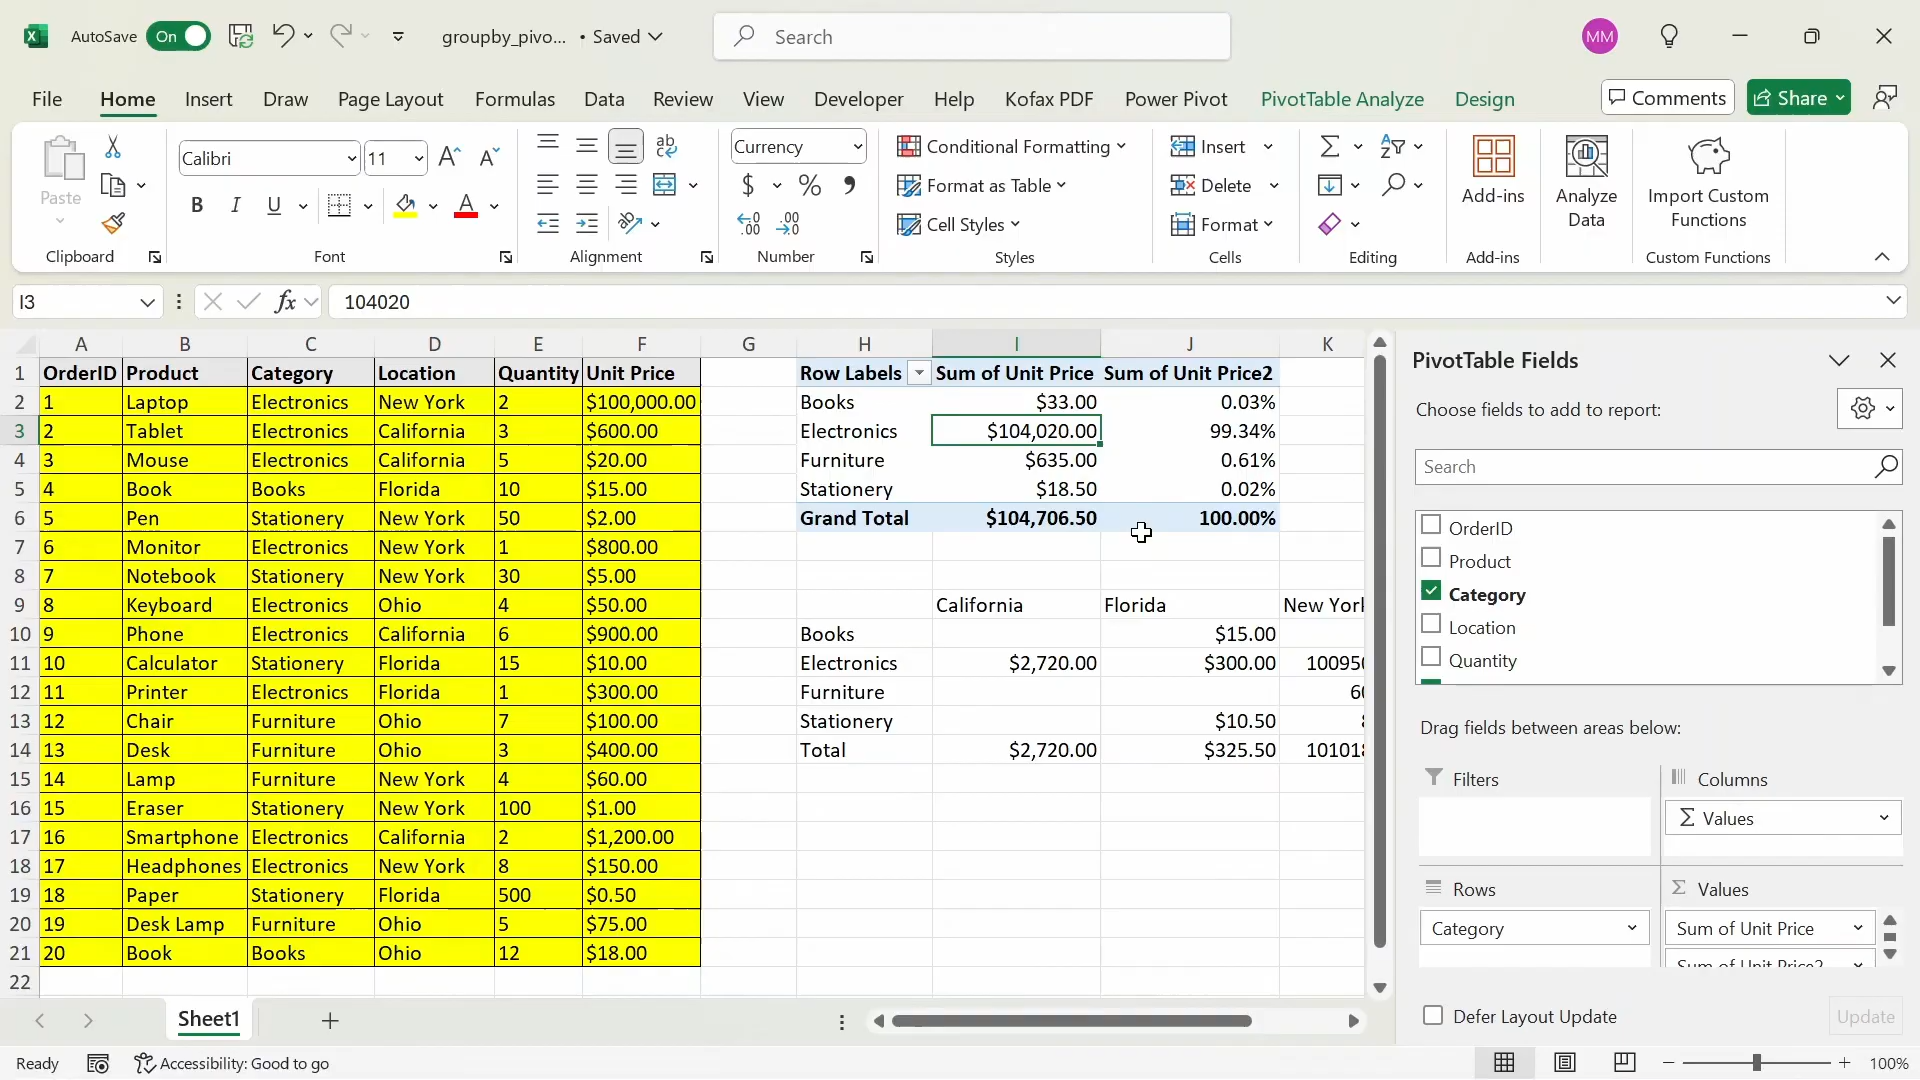 AutoSave On groupby_pivo... • Saved Search MM
File Home Insert Draw Page Layout Formulas Data Review View Developer Help Kofax PDF Power Pivot PivotTable Analyze Design Comments Share
Paste Calibri 11 ab Currency Conditional Formatting Insert
B I U $ % Format as Table Delete Add-ins Analyze Data Import Custom Functions
Cell Styles Format
Clipboard Font Alignment Number Styles Cells Editing Add-ins Custom Functions
I3 fx 104020
A B C D E F G H I J K
1 OrderID Product Category Location Quantity Unit Price Row Labels Sum of Unit Price Sum of Unit Price2
2 1 Laptop Electronics New York 2 $100,000.00 Books $33.00 0.03%
3 2 Tablet Electronics California 3 $600.00 Electronics $104,020.00 99.34%
4 3 Mouse Electronics California 5 $20.00 Furniture $635.00 0.61%
5 4 Book Books Florida 10 $15.00 Stationery $18.50 0.02%
6 5 Pen Stationery New York 50 $2.00 Grand Total $104,706.50 100.00%
7 6 Monitor Electronics New York 1 $800.00
8 7 Notebook Stationery New York 30 $5.00
9 8 Keyboard Electronics Ohio 4 $50.00 California Florida New York
10 9 Phone Electronics California 6 $900.00 Books $15.00
11 10 Calculator Stationery Florida 15 $10.00 Electronics $2,720.00 $300.00 10095
12 11 Printer Electronics Florida 1 $300.00 Furniture
13 12 Chair Furniture Ohio 7 $100.00 Stationery $10.50
14 13 Desk Furniture Ohio 3 $400.00 Total $2,720.00 $325.50 10101
15 14 Lamp Furniture New York 4 $60.00
16 15 Eraser Stationery New York 100 $1.00
17 16 Smartphone Electronics California 2 $1,200.00
18 17 Headphones Electronics New York 8 $150.00
19 18 Paper Stationery Florida 500 $0.50
20 19 Desk Lamp Furniture Ohio 5 $75.00
21 20 Book Books Ohio 12 $18.00
22
PivotTable Fields
Choose fields to add to report:
Search
OrderID
Product
Category
Location
Quantity
Drag fields between areas below:
Filters Columns
Values
Rows Values
Category Sum of Unit Price
Sum of Unit Price2
Defer Layout Update Update
Sheet1
Ready Accessibility: Good to go 100%